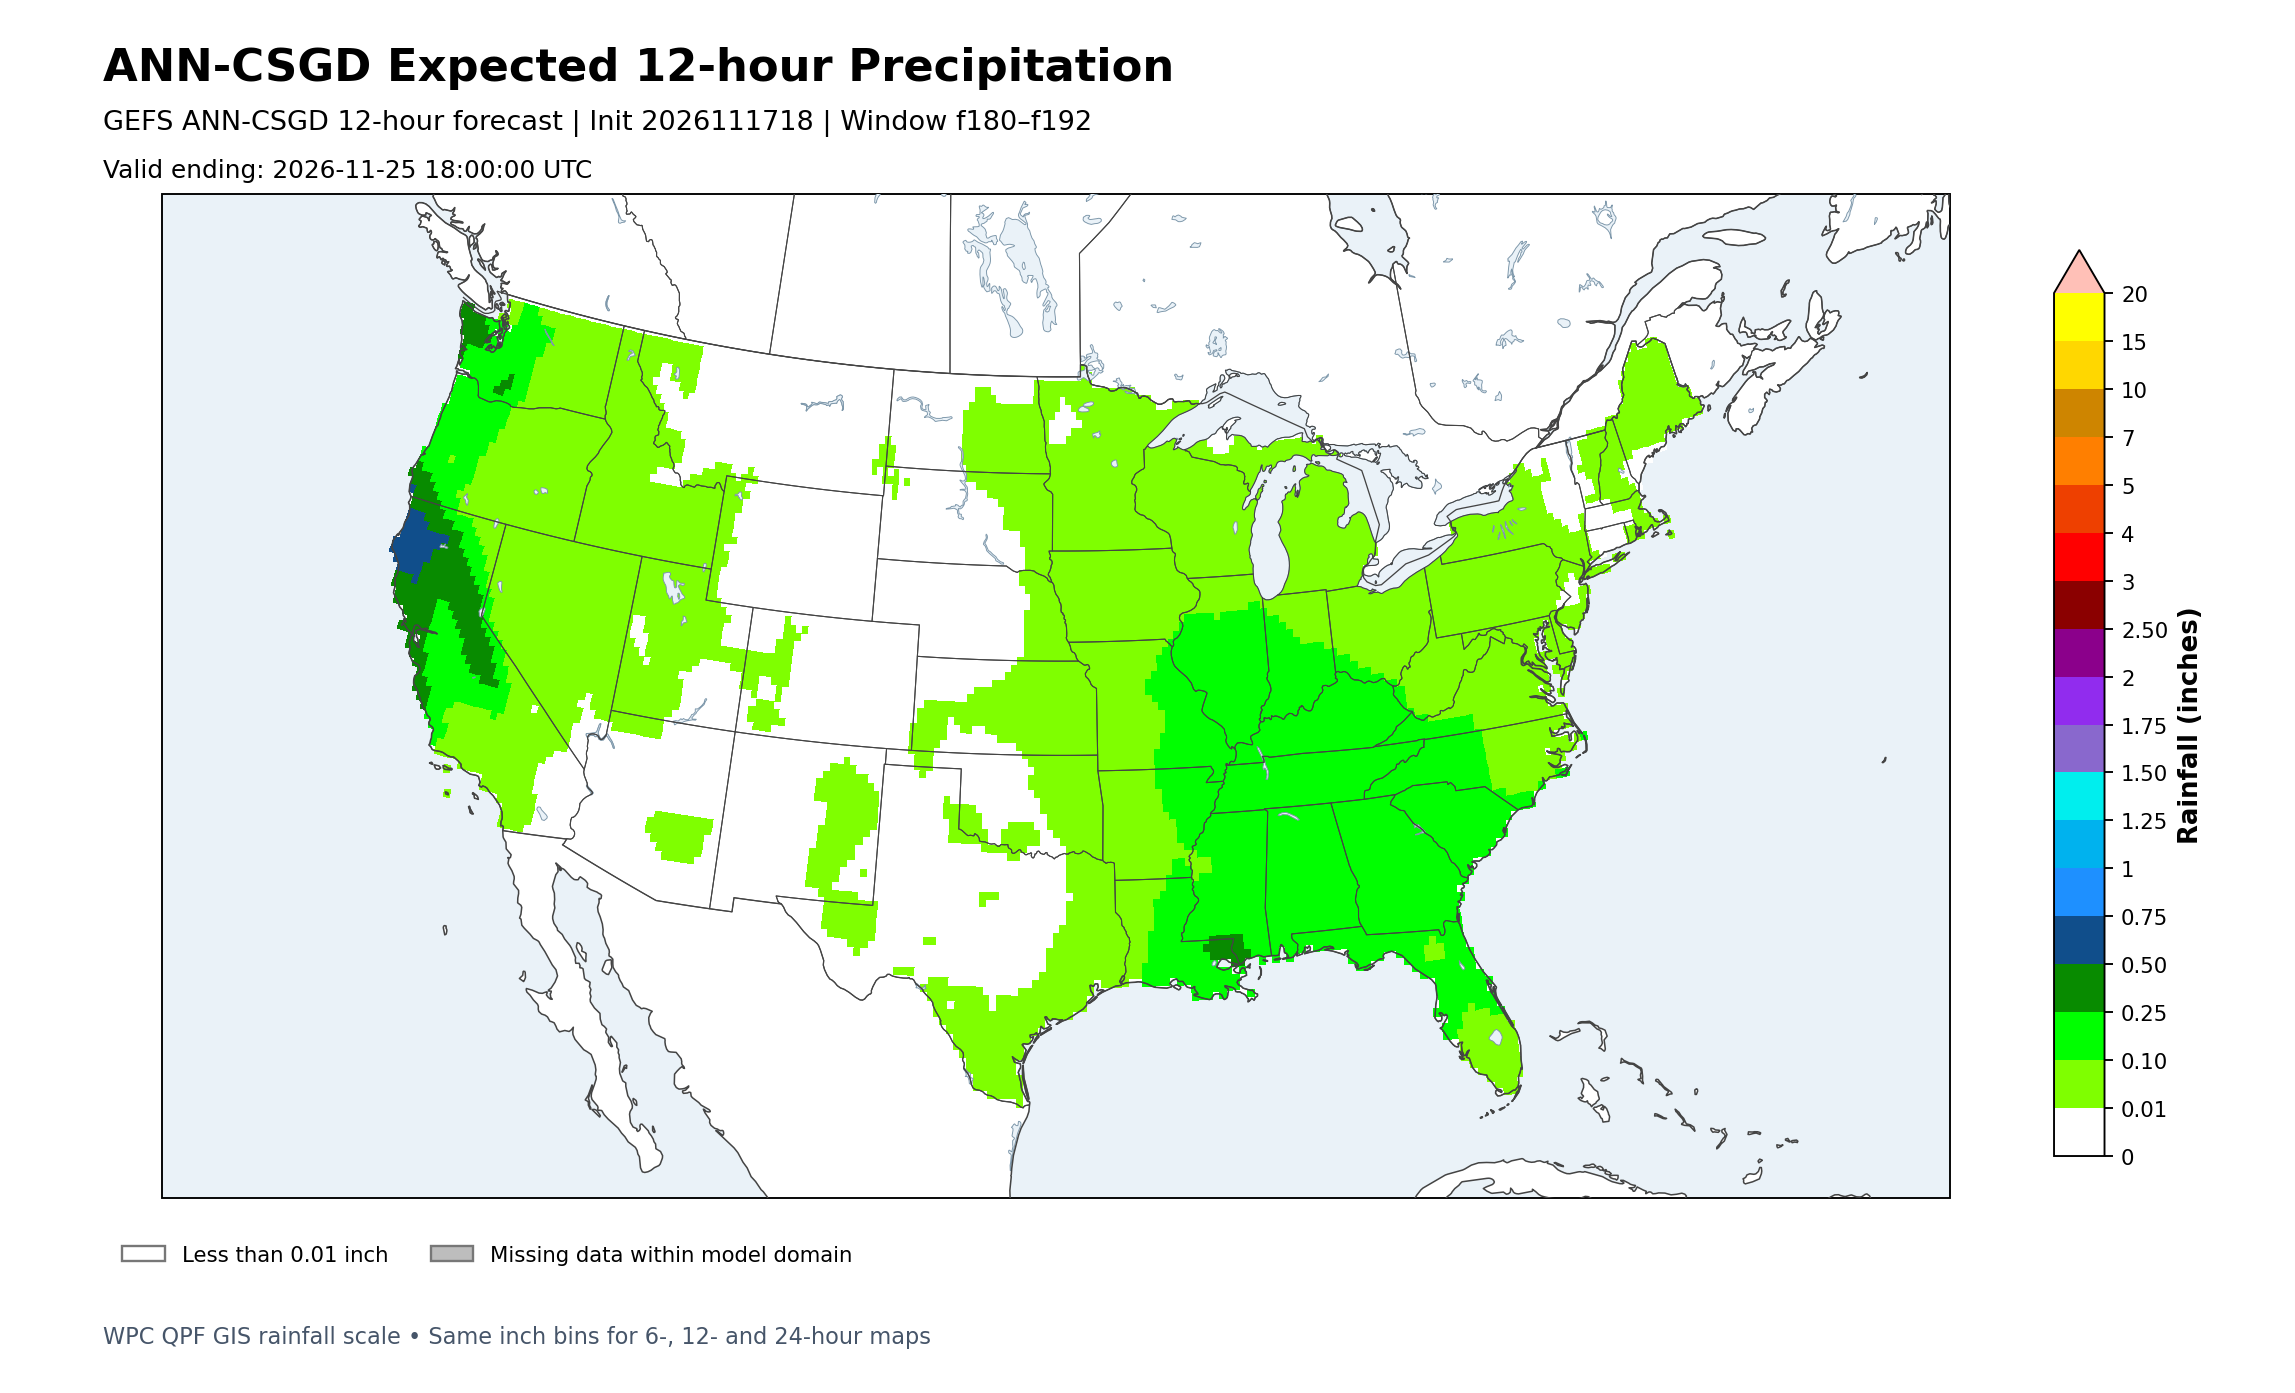 ANN-CSGD Expected 12-hour Precipitation
GEFS ANN-CSGD 12-hour forecast | Init 2026111718 | Window f180–f192
Valid ending: 2026-11-25 18:00:00 UTC
20
15
10
7
5
4
3
2.50
2
1.75
1.50
1.25
1
0.75
0.50
0.25
0.10
0.01
0
Rainfall (inches)
Less than 0.01 inch
Missing data within model domain
WPC QPF GIS rainfall scale • Same inch bins for 6-, 12- and 24-hour maps